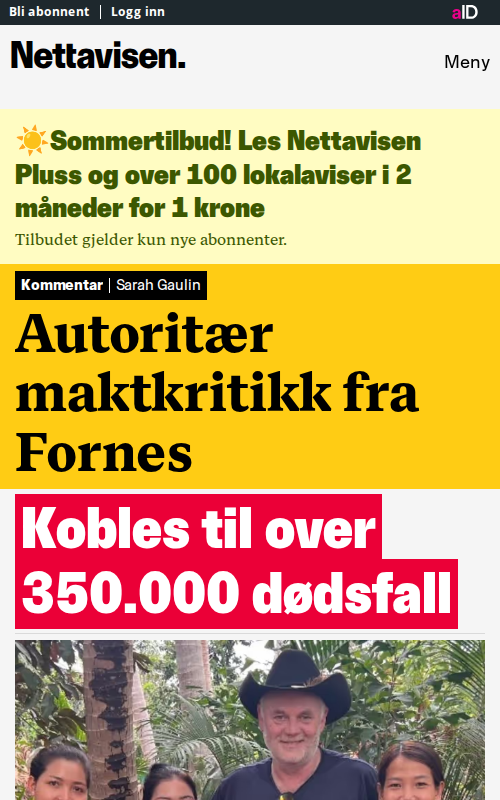 Bli abonnent | Logg inn
aID
Nettavisen.
Meny
☀️Sommertilbud! Les Nettavisen
Pluss og over 100 lokalaviser i 2
måneder for 1 krone
Tilbudet gjelder kun nye abonnenter.
Kommentar | Sarah Gaulin
Autoritær
maktkritikk fra
Fornes
Kobles til over
350.000 dødsfall